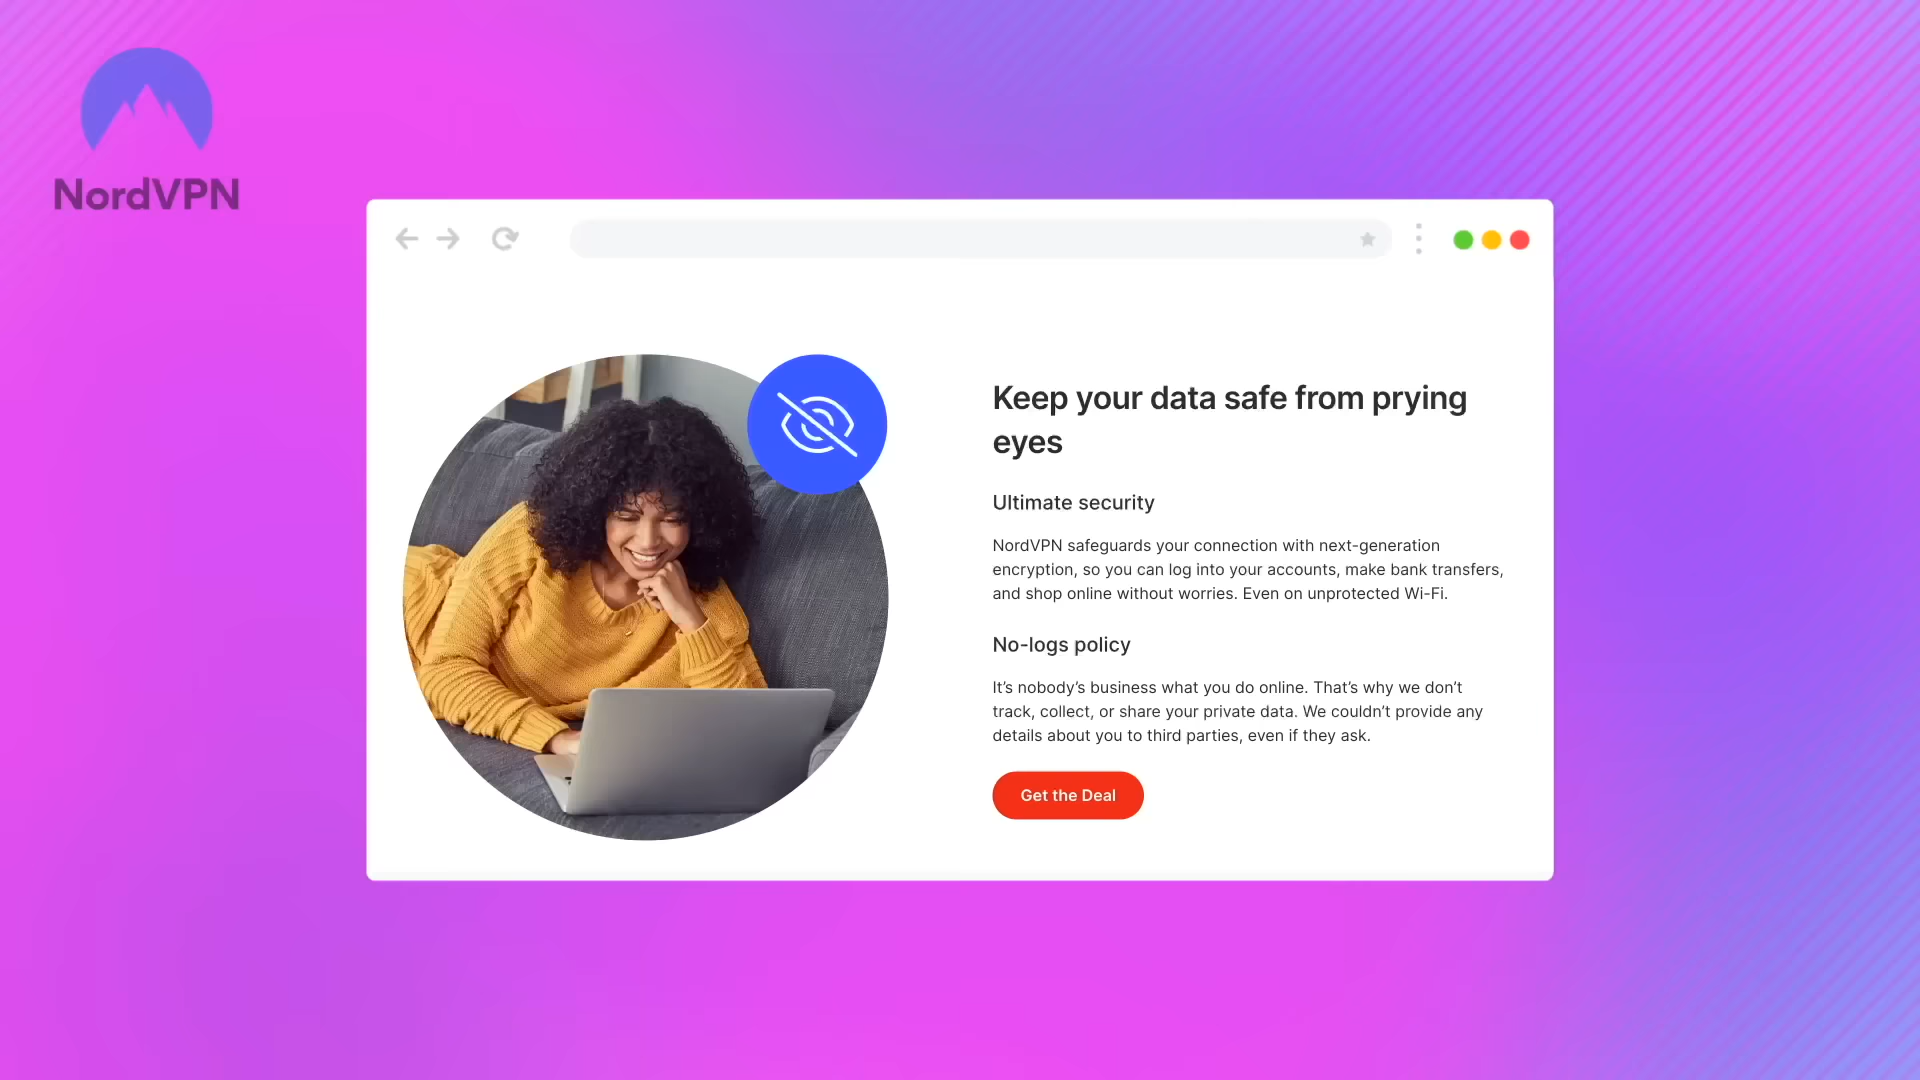 NordVPN
Keep your data safe from prying
eyes
Ultimate security
NordVPN safeguards your connection with next-generation
encryption, so you can log into your accounts, make bank transfers,
and shop online without worries. Even on unprotected Wi-Fi.
No-logs policy
It’s nobody’s business what you do online. That’s why we don’t
track, collect, or share your private data. We couldn’t provide any
details about you to third parties, even if they ask.
Get the Deal